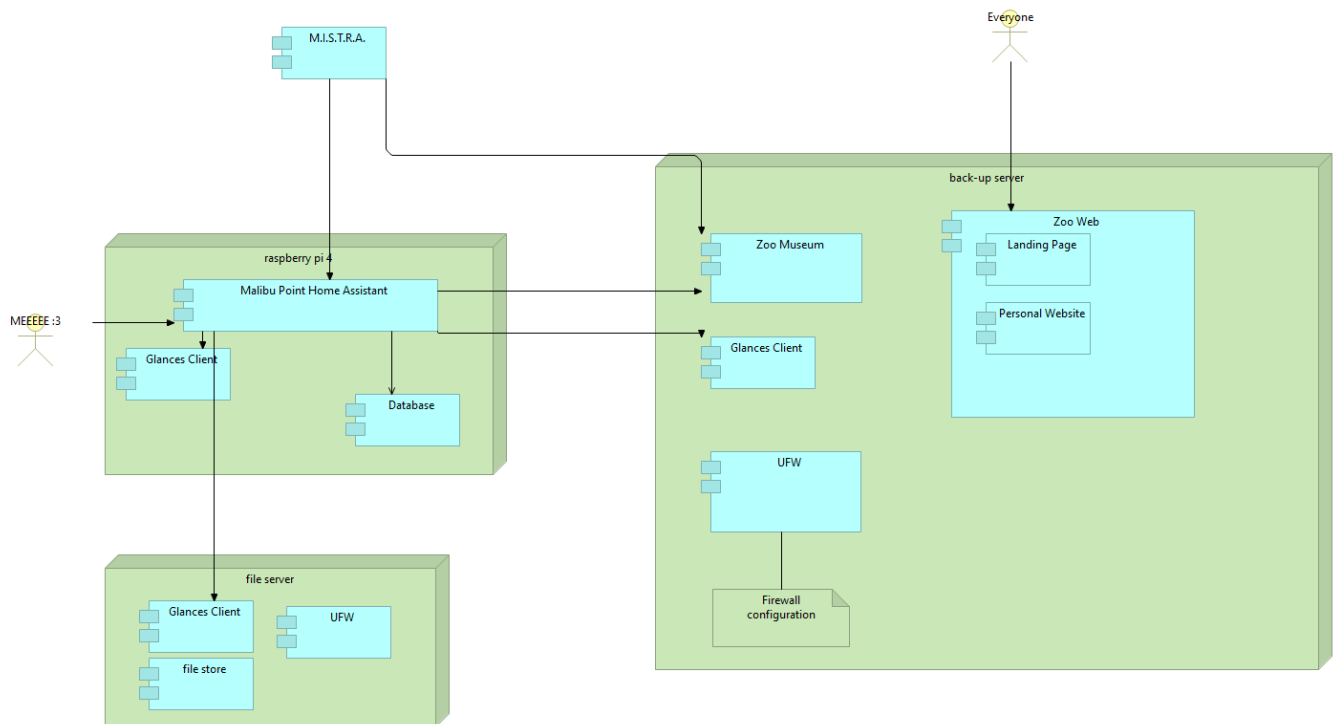 Everyone
M.I.S.T.R.A.
back-up server
Zoo Web
Zoo Museum
Landing Page
raspberry pi 4
Malibu Point Home Assistant
Personal Website
MEEEEE :3
Glances Client
Glances Client
Database
UFW
file server
Firewall
configuration
Glances Client
UFW
file store